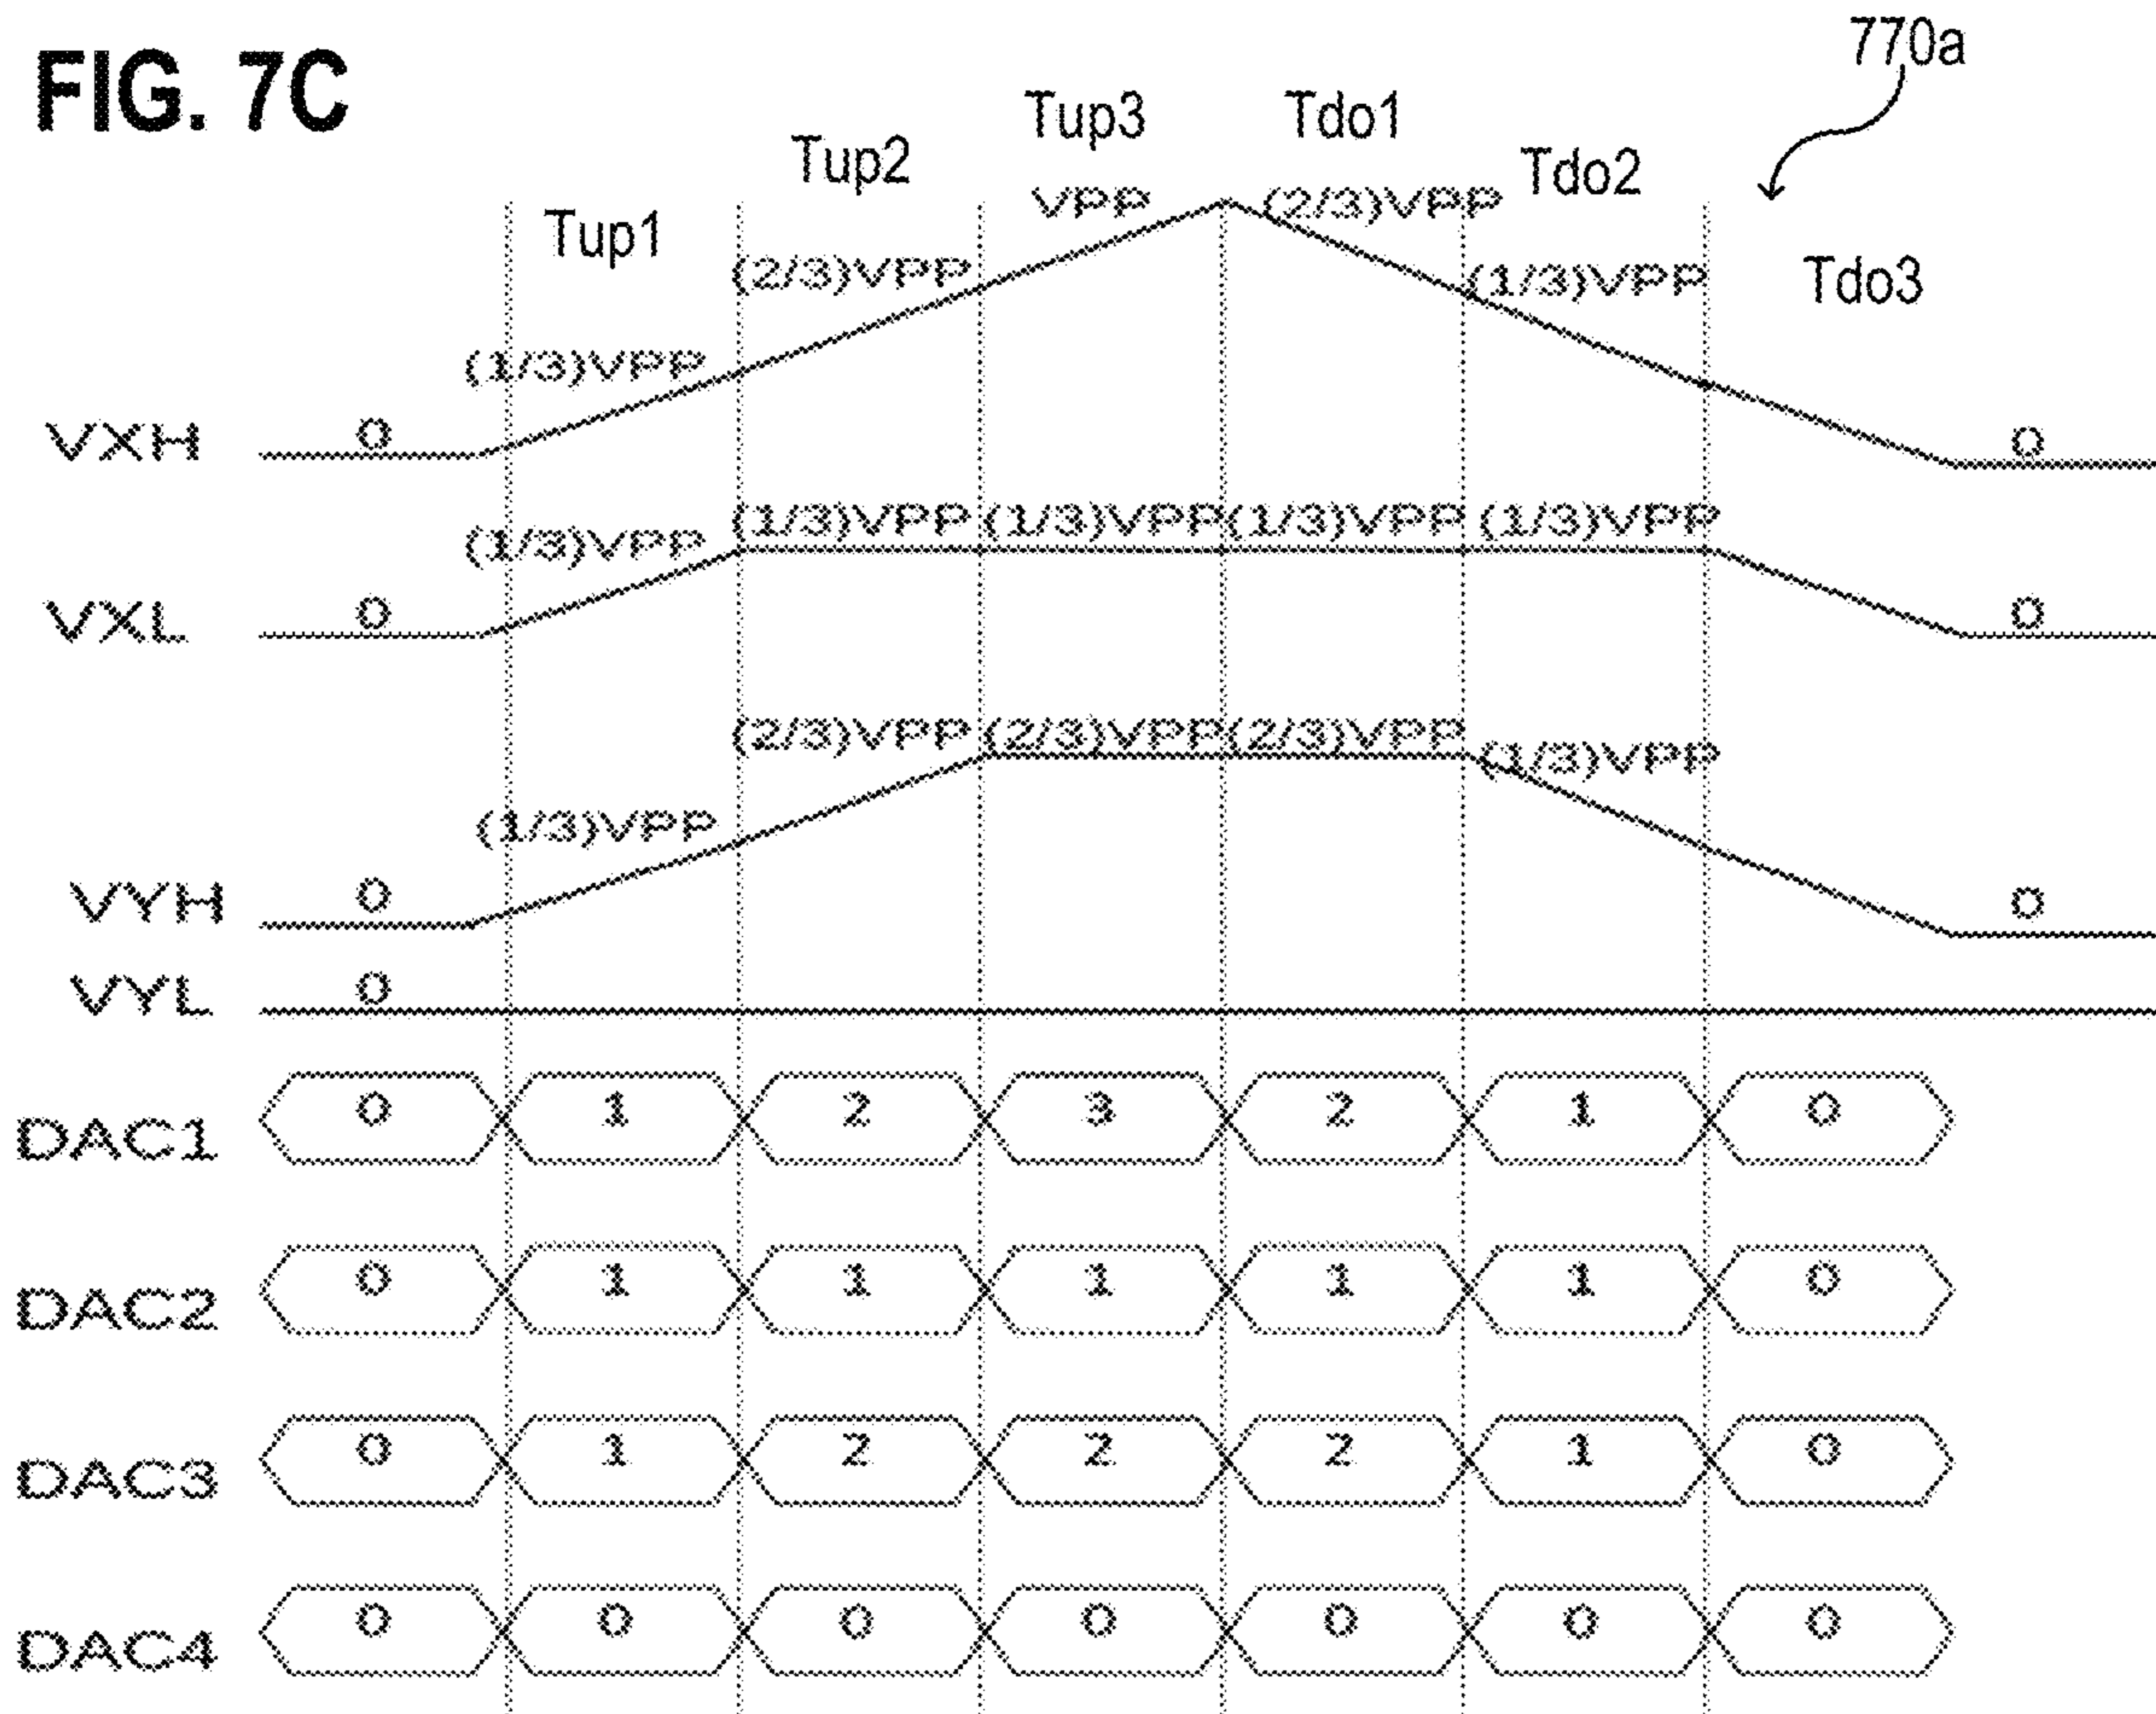 FIG. 7C
770a
Tup1 Tup2 Tup3 Tdo1 Tdo2 Tdo3
(1/3)VPP (2/3)VPP VPP (2/3)VPP (1/3)VPP
VXH 0 0
(1/3)VPP (1/3)VPP (1/3)VPP (1/3)VPP (1/3)VPP
VXL 0 0
(1/3)VPP (2/3)VPP (2/3)VPP (2/3)VPP (1/3)VPP
VYH 0 0
VYL 0
DAC1 0 1 2 3 2 1 0
DAC2 0 1 1 1 1 1 0
DAC3 0 1 2 2 2 1 0
DAC4 0 0 0 0 0 0 0